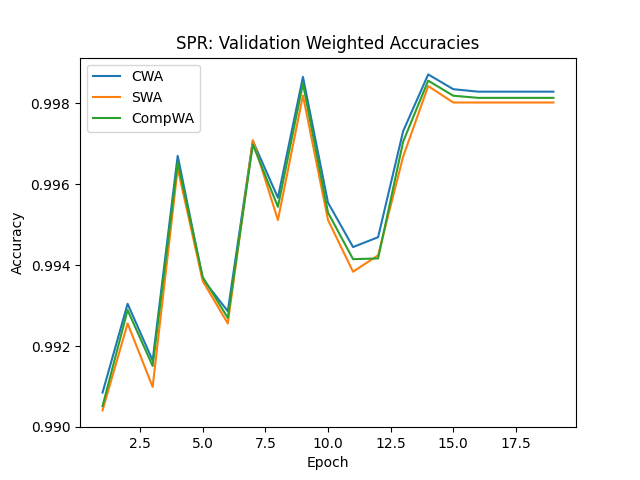 SPR: Validation Weighted Accuracies
CWA
SWA
CompWA
0.998
0.996
0.994
0.992
0.990
Accuracy
2.5 5.0 7.5 10.0 12.5 15.0 17.5
Epoch